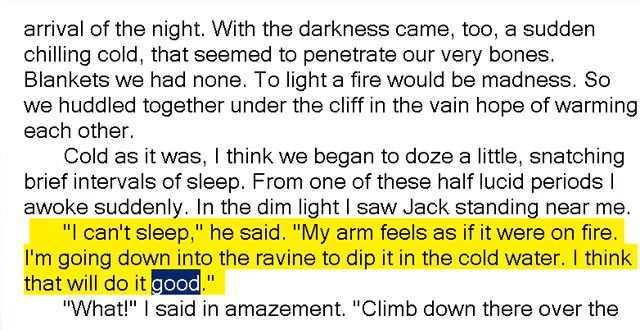 arrival of the night. With the darkness came, too, a sudden
chilling cold, that seemed to penetrate our very bones.
Blankets we had none. To light a fire would be madness. So
we huddled together under the cliff in the vain hope of warming
each other.
Cold as it was, I think we began to doze a little, snatching
brief intervals of sleep. From one of these half lucid periods I
awoke suddenly. In the dim light I saw Jack standing near me.
"I can't sleep," he said. "My arm feels as if it were on fire.
I'm going down into the ravine to dip it in the cold water. I think
that will do it good."
"What!" I said in amazement. "Climb down there over the